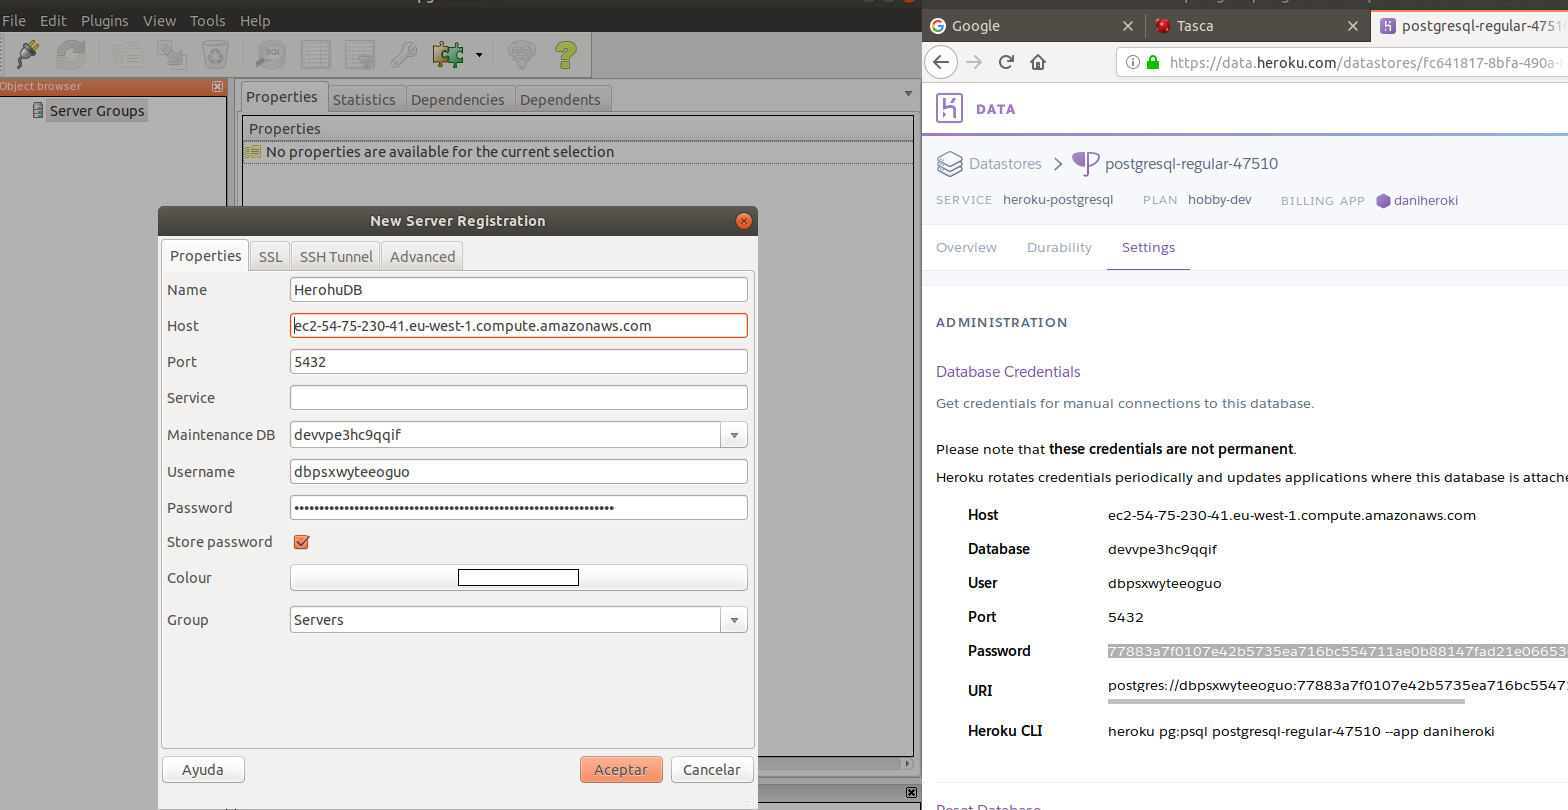 File Edit Plugins View Tools Help
SQL
Object browser
Server Groups
Properties Statistics Dependencies Dependents
Properties
No properties are available for the current selection
New Server Registration
Properties SSL SSH Tunnel Advanced
Name HerohuDB
Host ec2-54-75-230-41.eu-west-1.compute.amazonaws.com
Port 5432
Service
Maintenance DB devvpe3hc9qqif
Username dbpsxwyteeoguo
Password ••••••••••••••••••••••••••••••••••••••••••••••••••••••••••••••••
Store password
Colour
Group Servers
Ayuda Aceptar Cancelar
Google Tasca postgresql-regular-4751
https://data.heroku.com/datastores/fc641817-8bfa-490a-
DATA
Datastores postgresql-regular-47510
SERVICE heroku-postgresql PLAN hobby-dev BILLING APP daniheroki
Overview Durability Settings
ADMINISTRATION
Database Credentials
Get credentials for manual connections to this database.
Please note that these credentials are not permanent.
Heroku rotates credentials periodically and updates applications where this database is attache
Host ec2-54-75-230-41.eu-west-1.compute.amazonaws.com
Database devvpe3hc9qqif
User dbpsxwyteeoguo
Port 5432
Password 77883a7f0107e42b5735ea716bc554711ae0b88147fad21e06653
URI postgres://dbpsxwyteeoguo:77883a7f0107e42b5735ea716bc5547
Heroku CLI heroku pg:psql postgresql-regular-47510 --app daniheroki
Reset Database